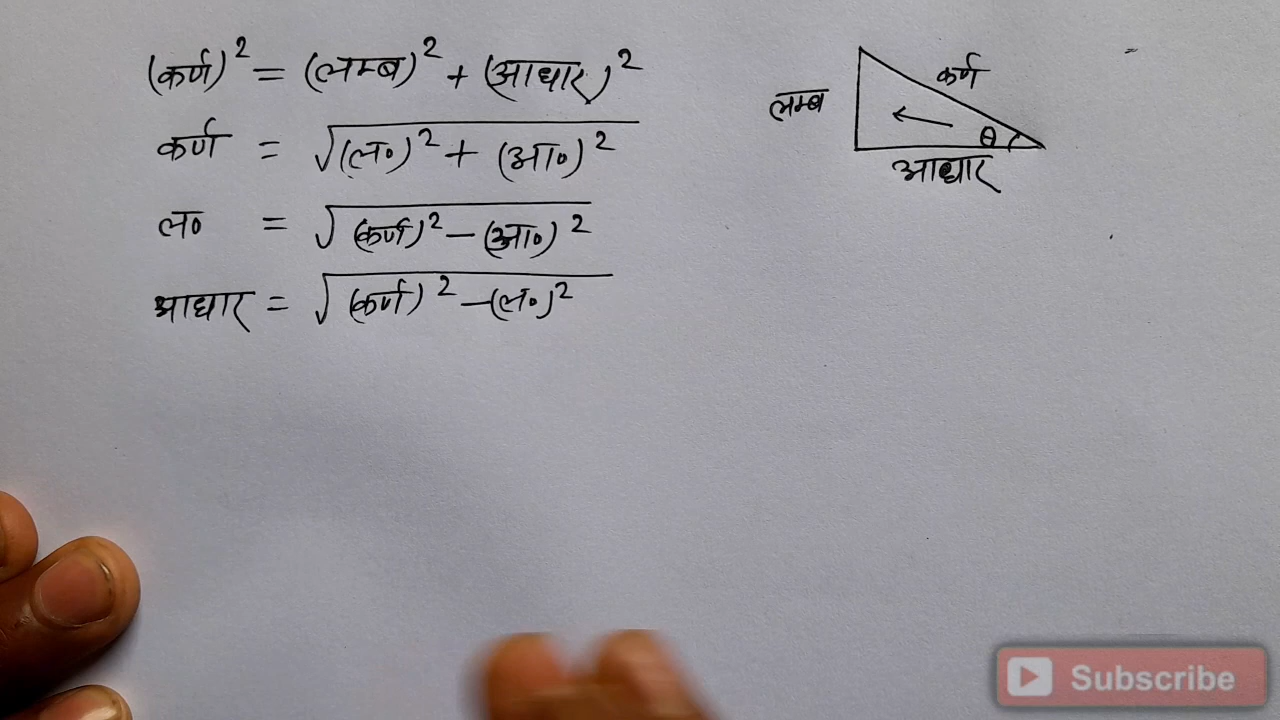 (कर्ण)² = (लम्ब)² + (आधार)²
कर्ण = √(ल०)² + (आ०)²
ल० = √(कर्ण)² − (आ०)²
आधार = √(कर्ण)² − (ल०)²
कर्ण
लम्ब
θ
आधार
Subscribe